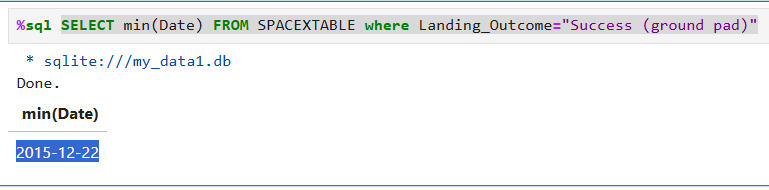 %sql SELECT min(Date) FROM SPACEXTABLE where Landing_Outcome="Success (ground pad)"
* sqlite:///my_data1.db
Done.
min(Date)
2015-12-22